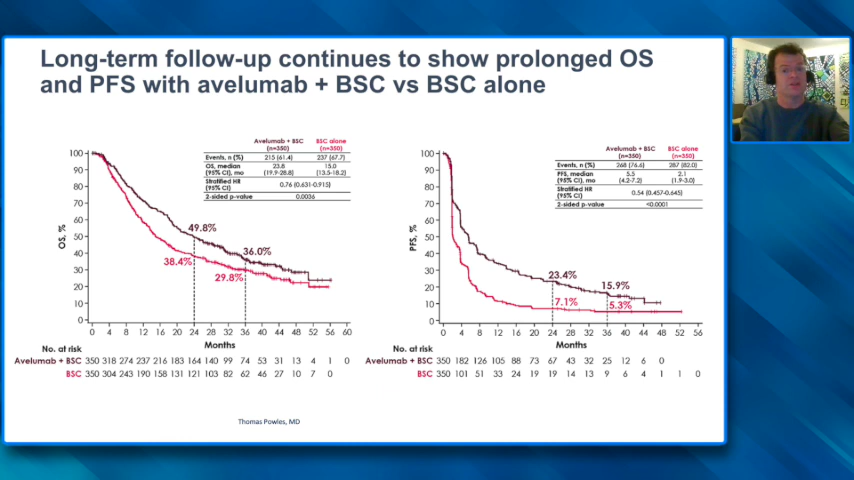 Long-term follow-up continues to show prolonged OS
and PFS with avelumab + BSC vs BSC alone
Avelumab + BSC
(n=350)
BSC alone
(n=350)
Events, n (%) 215 (61.4) 237 (67.7)
OS, median
(95% CI), mo
23.8
(19.9-28.8)
15.0
(13.5-18.2)
Stratified HR
(95% CI)
0.76 (0.631-0.915)
2-sided p-value 0.0036
100
90
80
70
60
50
40
30
20
10
0
OS, %
49.8%
38.4%
36.0%
29.8%
0 4 8 12 16 20 24 28 32 36 40 44 48 52 56 60
Months
No. at risk
Avelumab + BSC 350 318 274 237 216 183 164 140 99 74 53 31 13 4 1 0
BSC 350 304 243 190 158 131 121 103 82 62 46 27 10 7 0
Avelumab + BSC
(n=350)
BSC alone
(n=350)
Events, n (%) 268 (76.6) 287 (82.0)
PFS, median
(95% CI), mo
5.5
(4.2-7.2)
2.1
(1.9-3.0)
Stratified HR
(95% CI)
0.54 (0.457-0.645)
2-sided p-value <0.0001
100
90
80
70
60
50
40
30
20
10
0
PFS, %
23.4%
7.1%
15.9%
5.3%
0 4 8 12 16 20 24 28 32 36 40 44 48 52 56
Months
No. at risk
Avelumab + BSC 350 182 126 105 88 73 67 43 32 25 12 6 0
BSC 350 101 51 33 24 19 19 14 13 9 6 4 1 1 0
Thomas Powles, MD